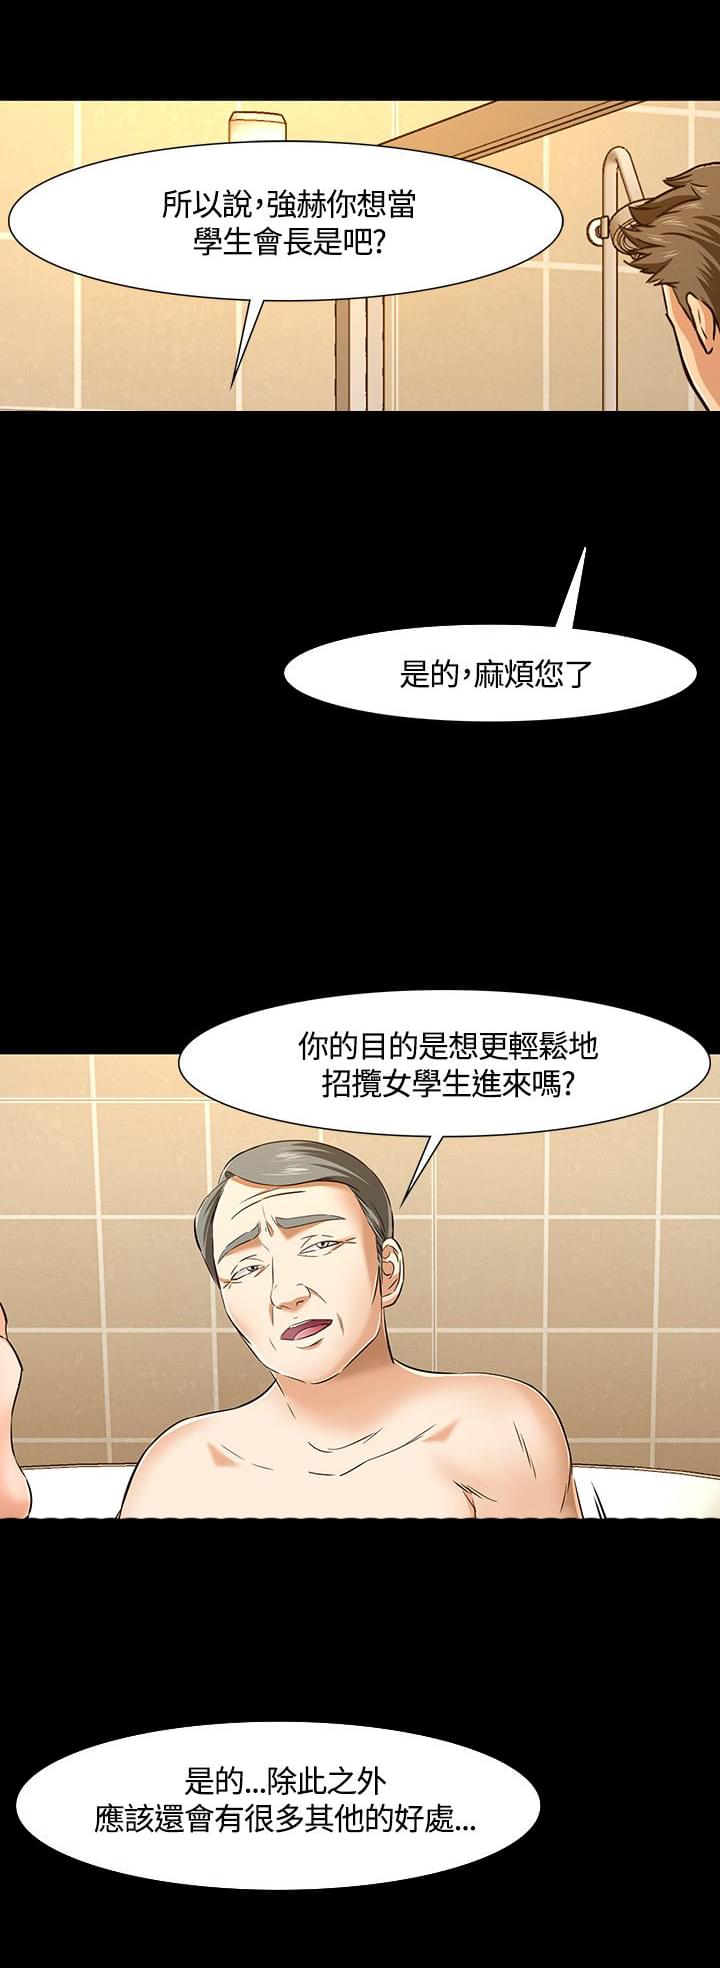 所以說，強赫你想當
學生會長是吧?
是的，麻煩您了
你的目的是想更輕鬆地
招攬女學生進來嗎?
是的...除此之外
應該還會有很多其他的好處...